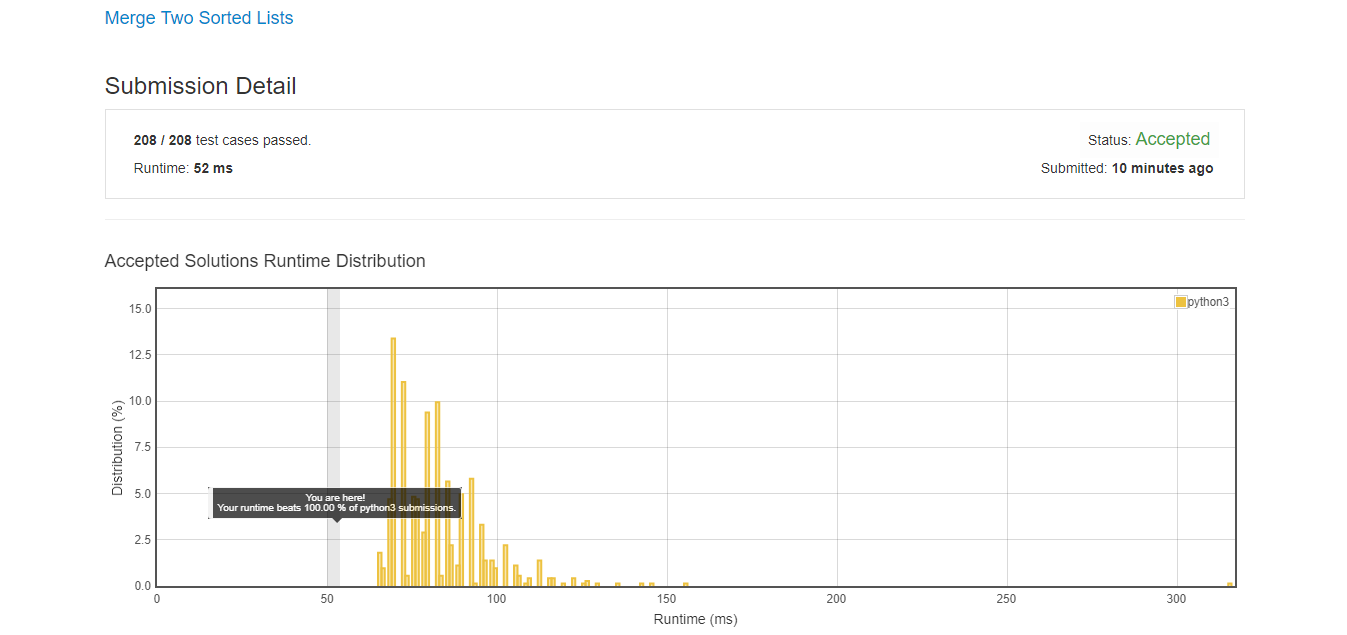 Merge Two Sorted Lists
Submission Detail
208 / 208 test cases passed.
Status: Accepted
Runtime: 52 ms
Submitted: 10 minutes ago
Accepted Solutions Runtime Distribution
python3
15.0
12.5
10.0
7.5
5.0
2.5
0.0
Distribution (%)
You are here!
Your runtime beats 100.00 % of python3 submissions.
0
50
100
150
200
250
300
Runtime (ms)